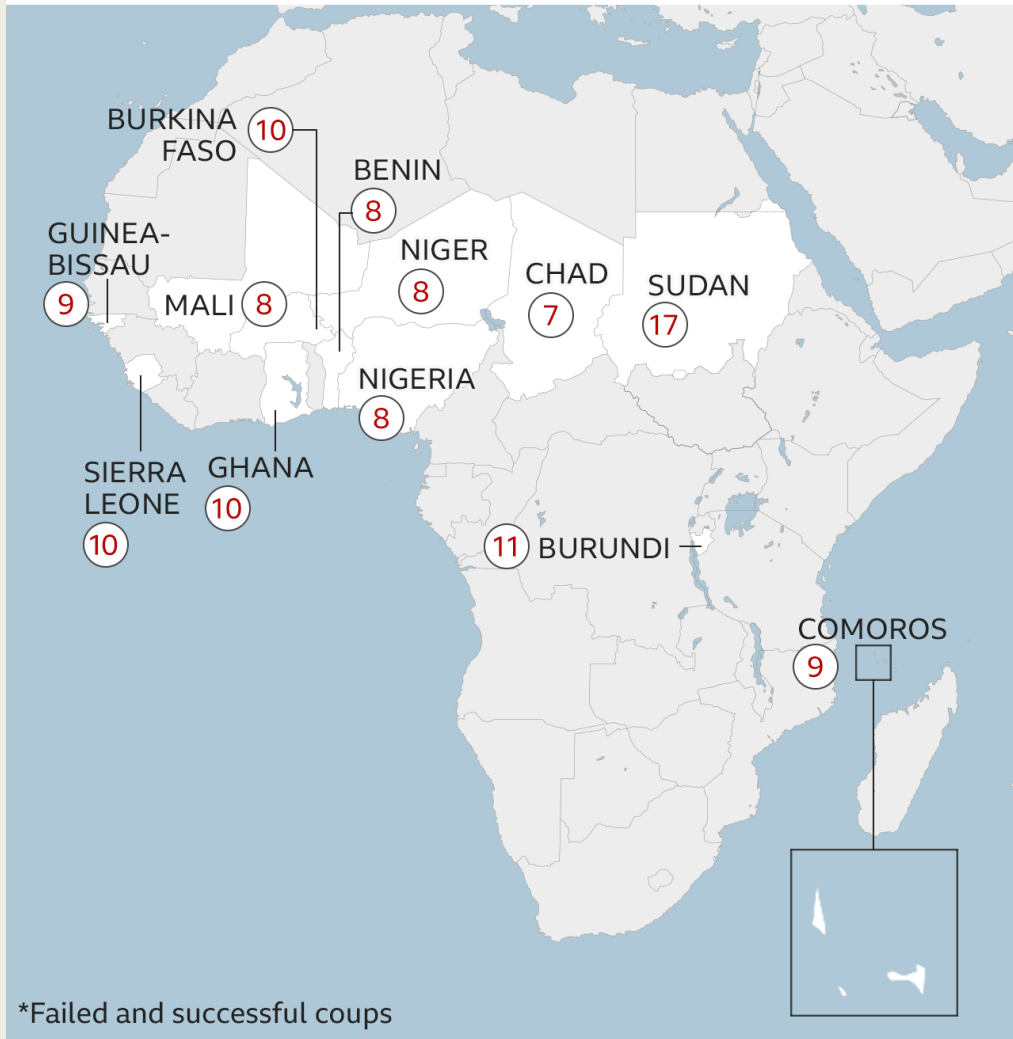 BURKINA
FASO
10
BENIN
8
GUINEA-
BISSAU
9
MALI
8
NIGER
8
CHAD
7
SUDAN
17
NIGERIA
8
SIERRA
LEONE
10
GHANA
10
11
BURUNDI
COMOROS
9
*Failed and successful coups